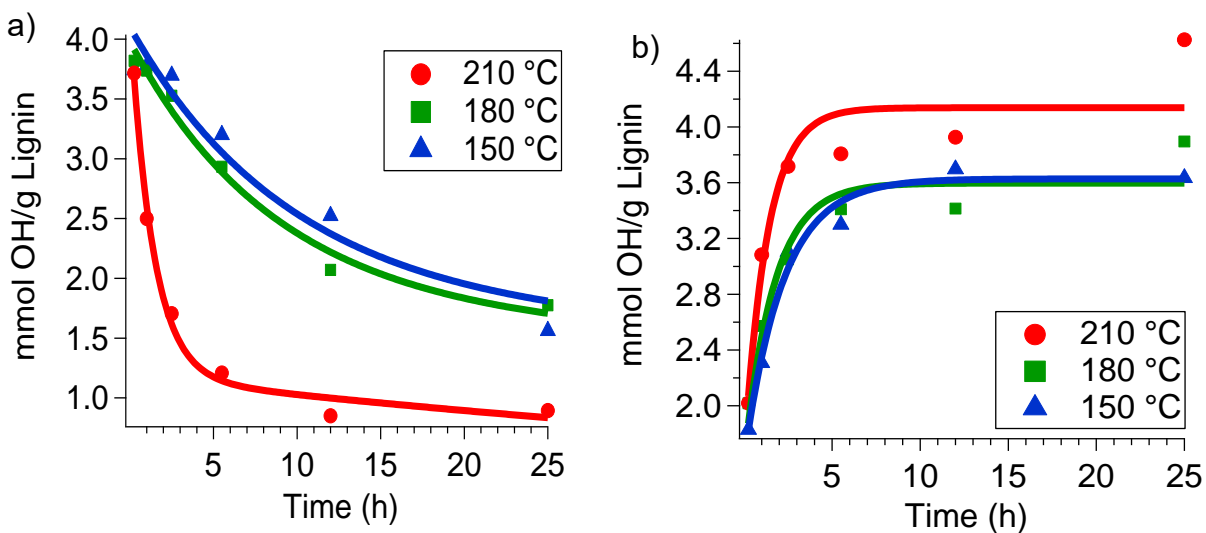 a)
mmol OH/g Lignin
4.0
3.5
3.0
2.5
2.0
1.5
1.0
210 °C
180 °C
150 °C
5 10 15 20 25
Time (h)
b)
mmol OH/g Lignin
4.4
4.0
3.6
3.2
2.8
2.4
2.0
210 °C
180 °C
150 °C
5 10 15 20 25
Time (h)